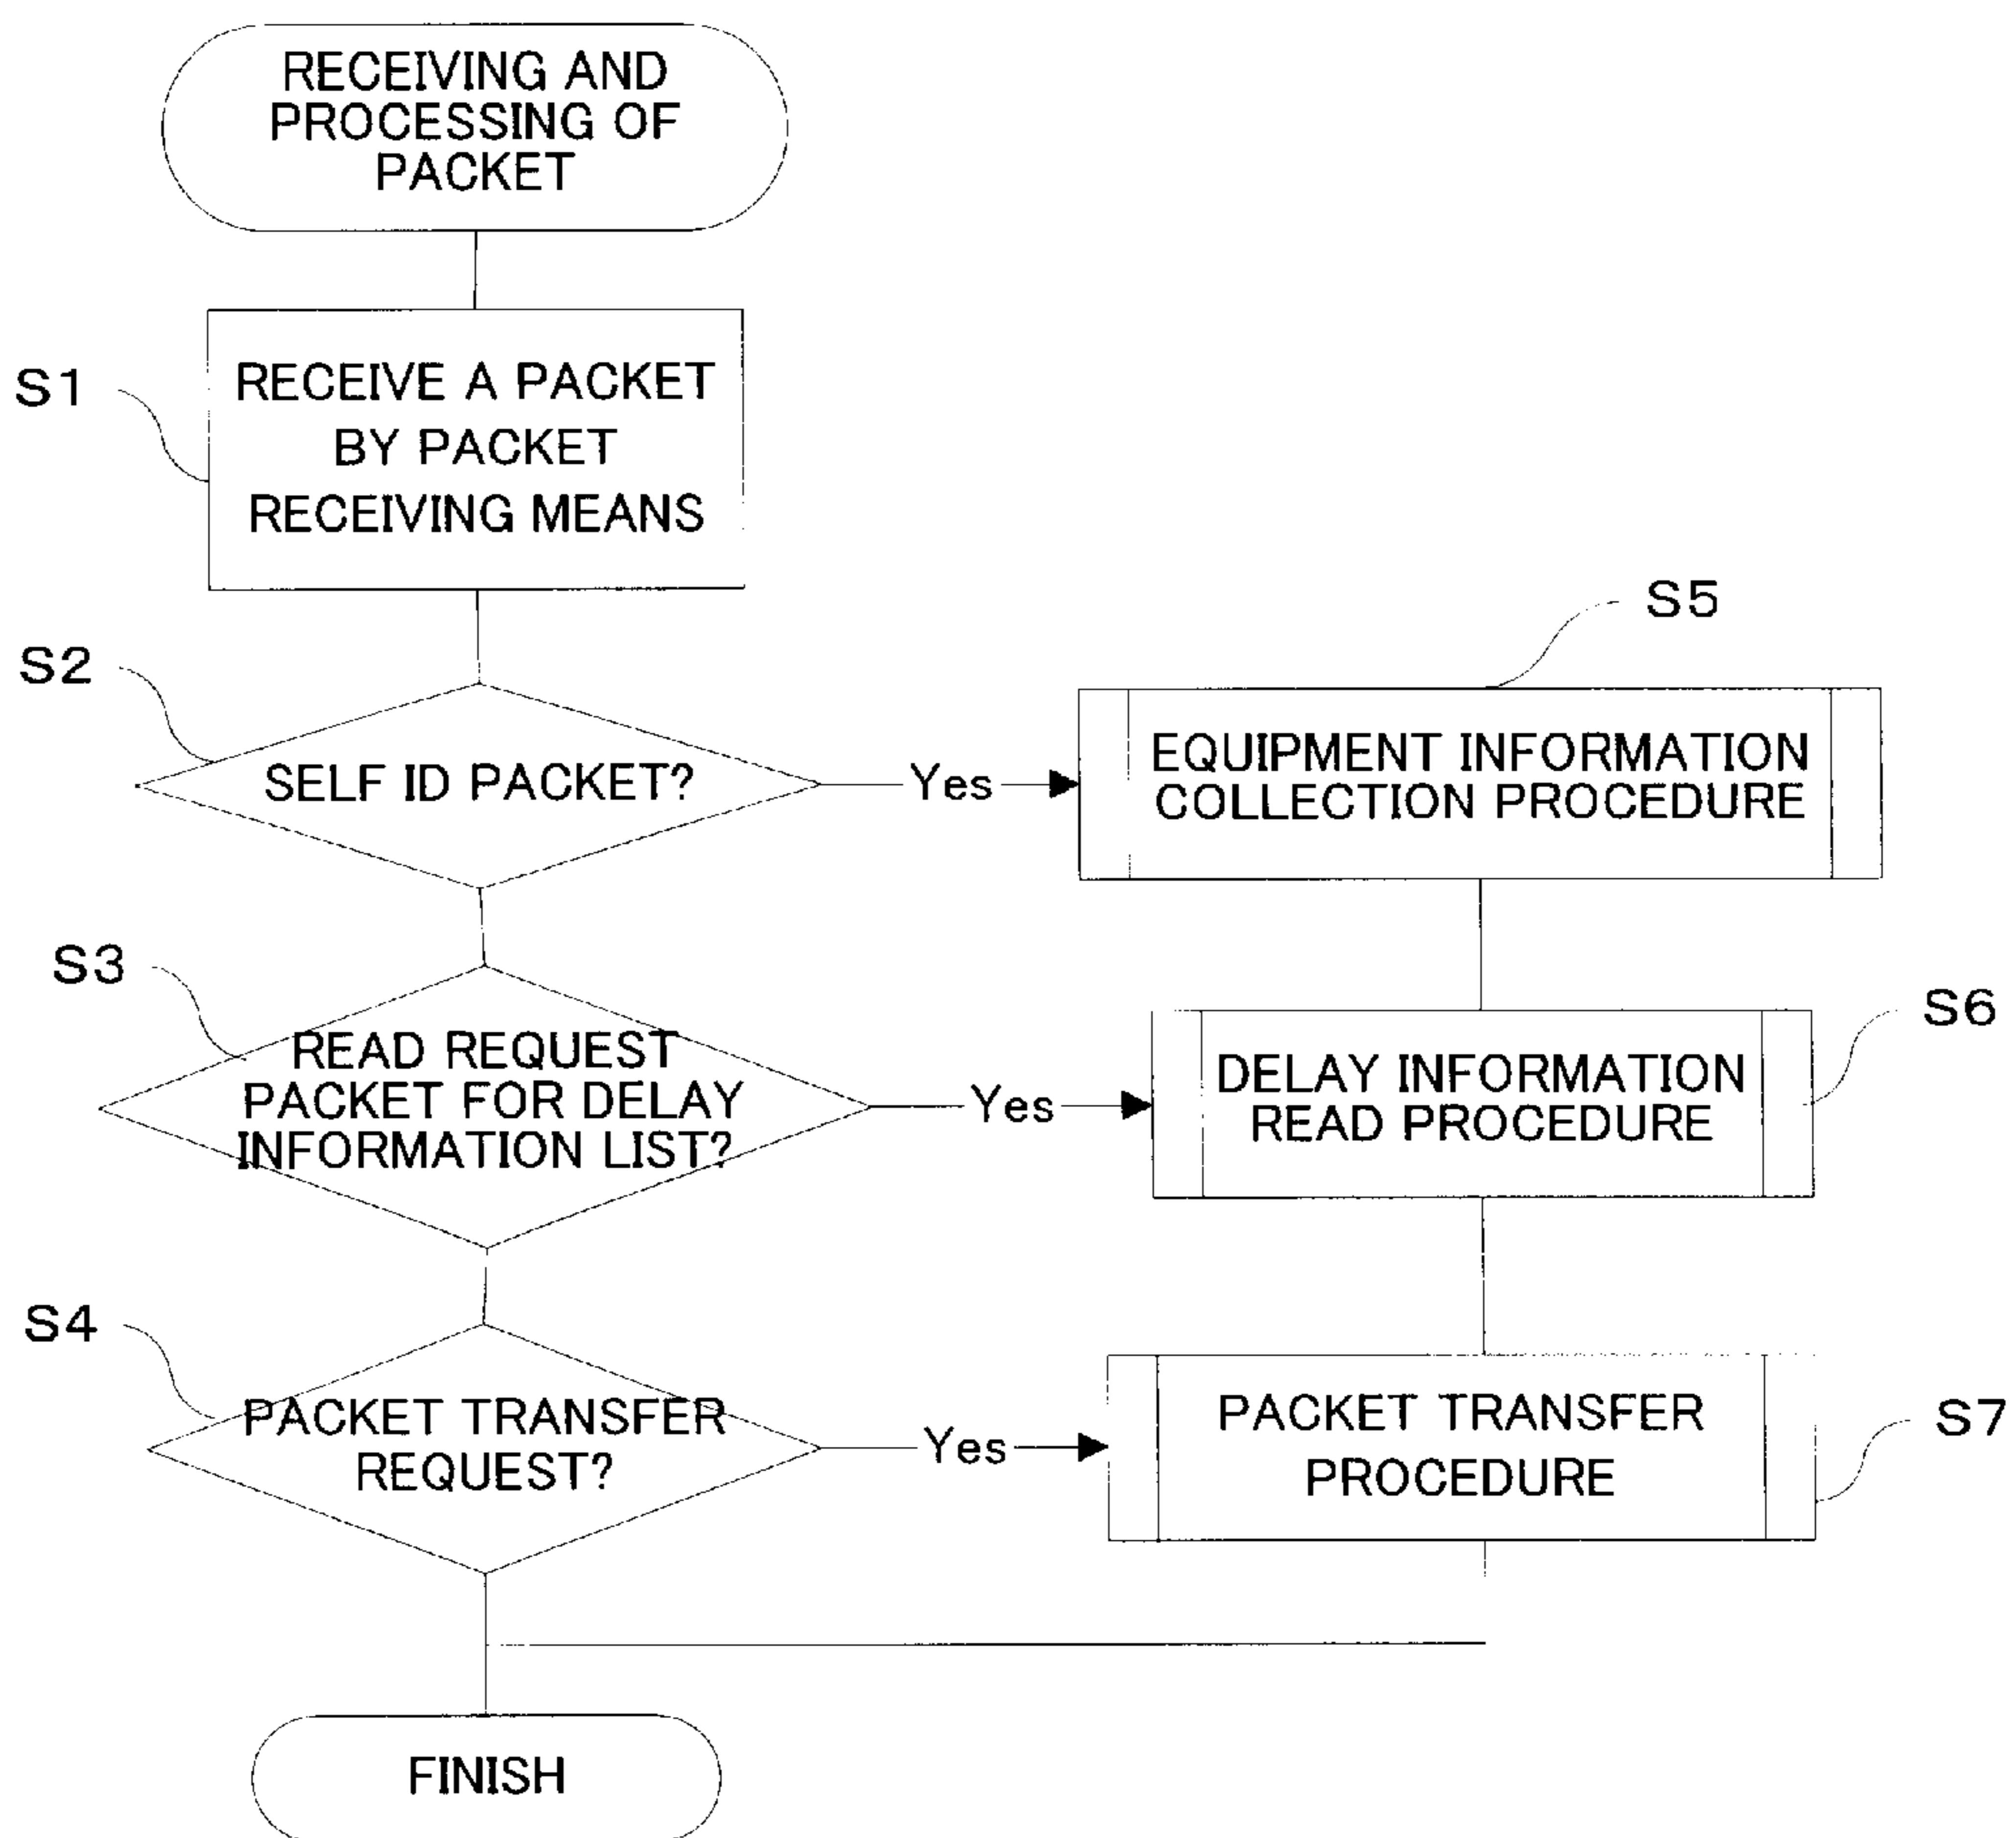 RECEIVING AND
PROCESSING OF
PACKET
S1
RECEIVE A PACKET
BY PACKET
RECEIVING MEANS
S2
SELF ID PACKET?
Yes
S5
EQUIPMENT INFORMATION
COLLECTION PROCEDURE
S3
READ REQUEST
PACKET FOR DELAY
INFORMATION LIST?
Yes
S6
DELAY INFORMATION
READ PROCEDURE
S4
PACKET TRANSFER
REQUEST?
Yes
S7
PACKET TRANSFER
PROCEDURE
FINISH